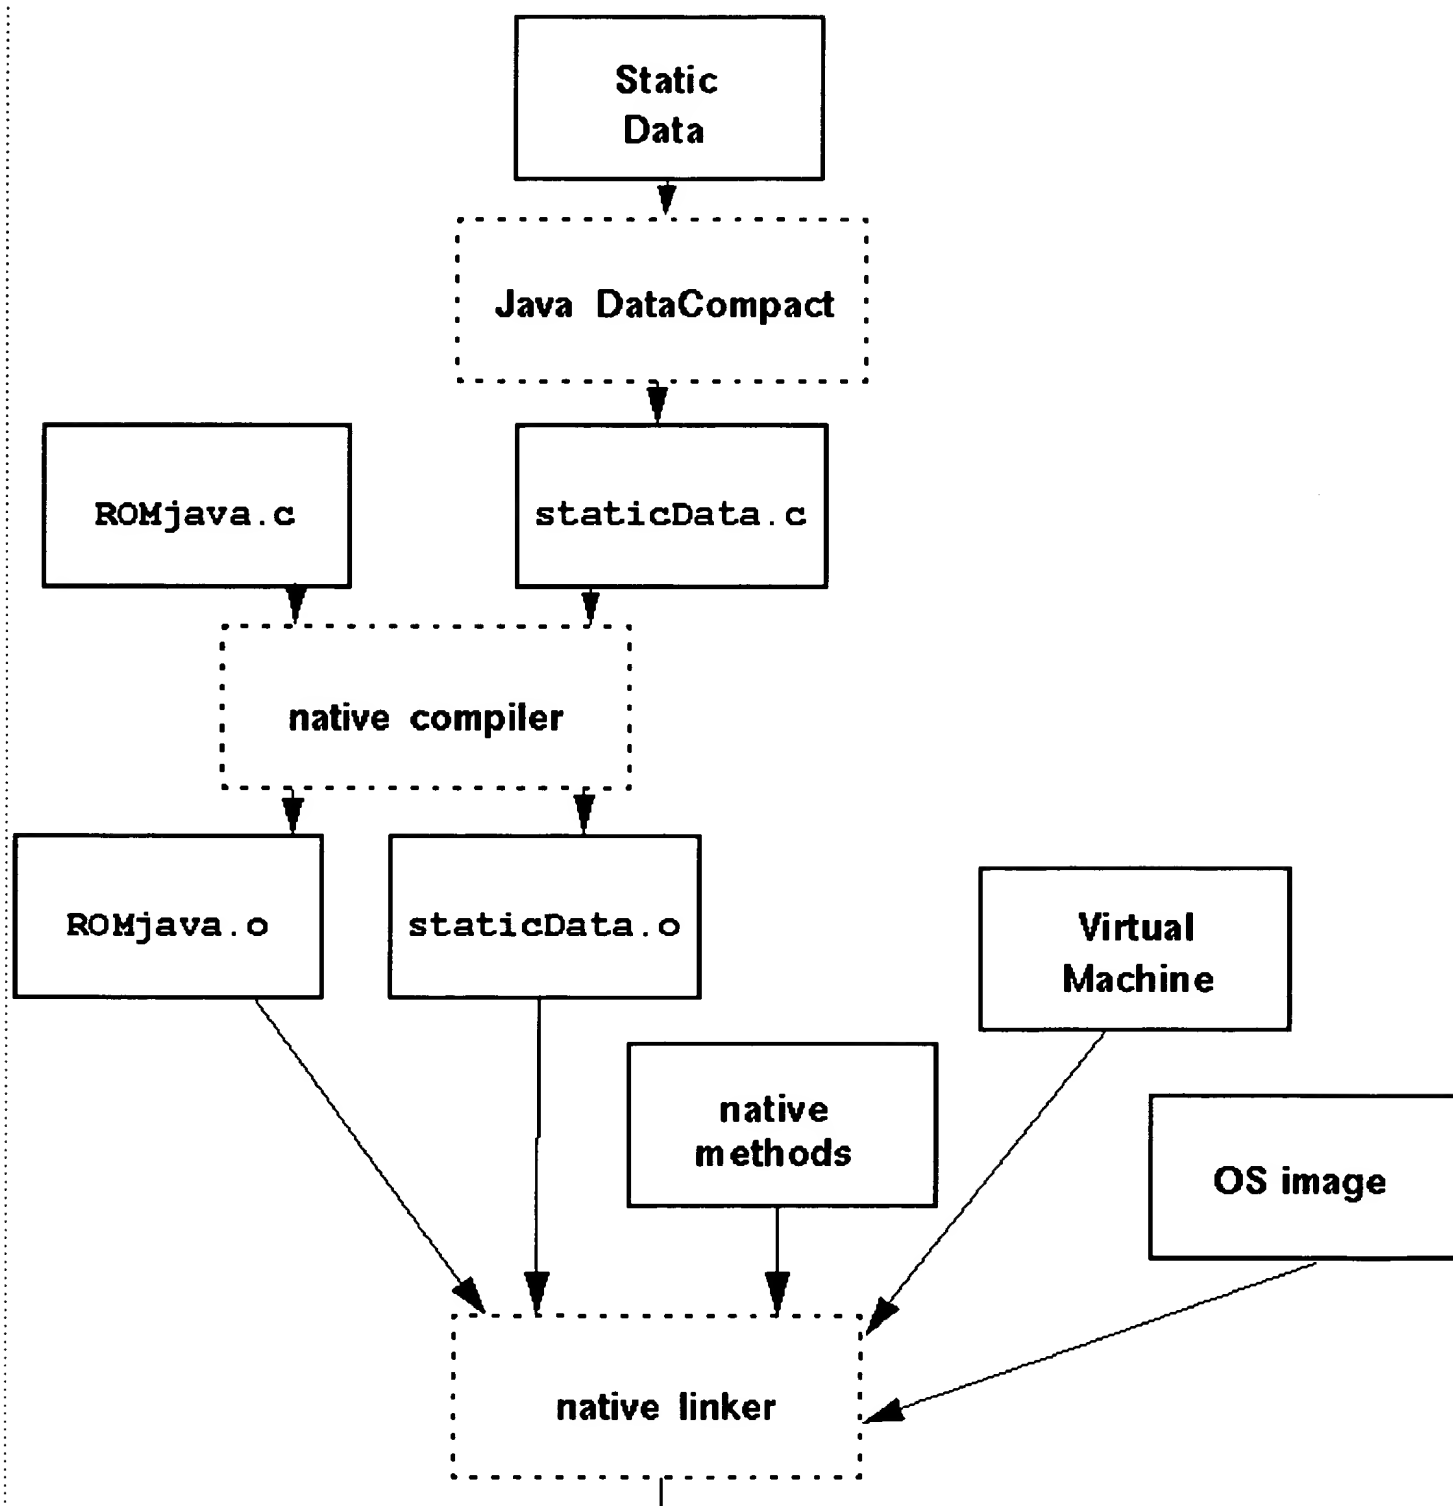 Static
Data
Java DataCompact
ROMjava.c
staticData.c
native compiler
ROMjava.o
staticData.o
Virtual
Machine
native
methods
OS image
native linker